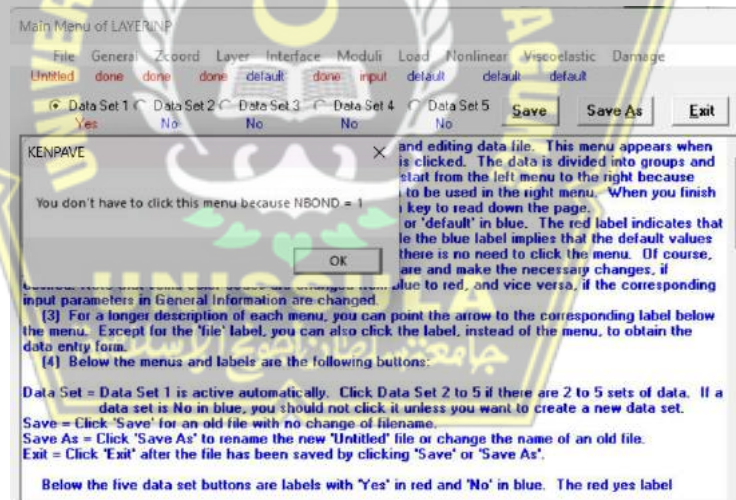 Main Menu of LAYERINP
File General Zcoord Layer Interface Moduli Load Nonlinear Viscoelastic Damage
Untitled done done done default done input default default default
Data Set 1 Data Set 2 Data Set 3 Data Set 4 Data Set 5 Save Save As Exit
Yes No No No No
KENPAVE
You don't have to click this menu because NBOND = 1
OK
and editing data file. This menu appears when
is clicked. The data is divided into groups and
start from the left menu to the right because
to be used in the right menu. When you finish
key to read down the page.
or 'default' in blue. The red label indicates that
le the blue label implies that the default values
there is no need to click the menu. Of course,
are and make the necessary changes, if
blue to red, and vice versa, if the corresponding
input parameters in General Information are changed.
(3) For a longer description of each menu, you can point the arrow to the corresponding label below
the menu. Except for the 'file' label, you can also click the label, instead of the menu, to obtain the
data entry form.
(4) Below the menus and labels are the following buttons:
Data Set = Data Set 1 is active automatically. Click Data Set 2 to 5 if there are 2 to 5 sets of data. If a
data set is No in blue, you should not click it unless you want to create a new data set.
Save = Click 'Save' for an old file with no change of filename.
Save As = Click 'Save As' to rename the new 'Untitled' file or change the name of an old file.
Exit = Click 'Exit' after the file has been saved by clicking 'Save' or 'Save As'.
Below the five data set buttons are labels with 'Yes' in red and 'No' in blue. The red yes label
UNISSULA